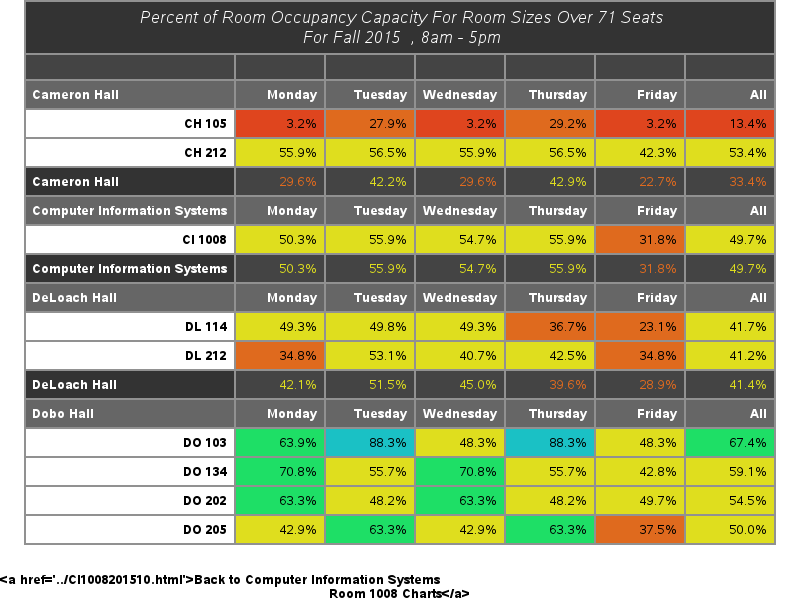 Percent of Room Occupancy Capacity For Room Sizes Over 71 Seats
For Fall 2015 , 8am - 5pm
Cameron Hall Monday Tuesday Wednesday Thursday Friday All
CH 105 3.2% 27.9% 3.2% 29.2% 3.2% 13.4%
CH 212 55.9% 56.5% 55.9% 56.5% 42.3% 53.4%
Cameron Hall 29.6% 42.2% 29.6% 42.9% 22.7% 33.4%
Computer Information Systems Monday Tuesday Wednesday Thursday Friday All
CI 1008 50.3% 55.9% 54.7% 55.9% 31.8% 49.7%
Computer Information Systems 50.3% 55.9% 54.7% 55.9% 31.8% 49.7%
DeLoach Hall Monday Tuesday Wednesday Thursday Friday All
DL 114 49.3% 49.8% 49.3% 36.7% 23.1% 41.7%
DL 212 34.8% 53.1% 40.7% 42.5% 34.8% 41.2%
DeLoach Hall 42.1% 51.5% 45.0% 39.6% 28.9% 41.4%
Dobo Hall Monday Tuesday Wednesday Thursday Friday All
DO 103 63.9% 88.3% 48.3% 88.3% 48.3% 67.4%
DO 134 70.8% 55.7% 70.8% 55.7% 42.8% 59.1%
DO 202 63.3% 48.2% 63.3% 48.2% 49.7% 54.5%
DO 205 42.9% 63.3% 42.9% 63.3% 37.5% 50.0%
<a href='../CI1008201510.html'>Back to Computer Information Systems
Room 1008 Charts</a>